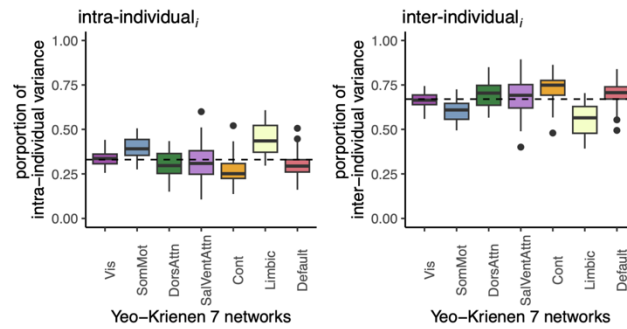 intra-individual_i
porportion of
intra-individual variance
1.00
0.75
0.50
0.25
0.00
Vis
SomMot
DorsAttn
SalVentAttn
Cont
Limbic
Default
Yeo-Krienen 7 networks
inter-individual_i
porportion of
inter-individual variance
1.00
0.75
0.50
0.25
0.00
Vis
SomMot
DorsAttn
SalVentAttn
Cont
Limbic
Default
Yeo-Krienen 7 networks